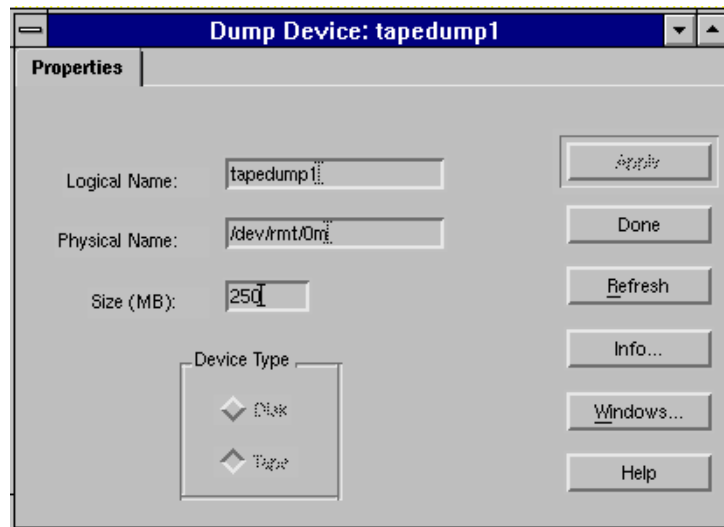 Dump Device: tapedump1
Properties
Logical Name:
tapedump1
Physical Name:
/dev/rmt/0m
Size (MB):
250
Device Type
Disk
Tape
Apply
Done
Refresh
Info...
Windows...
Help